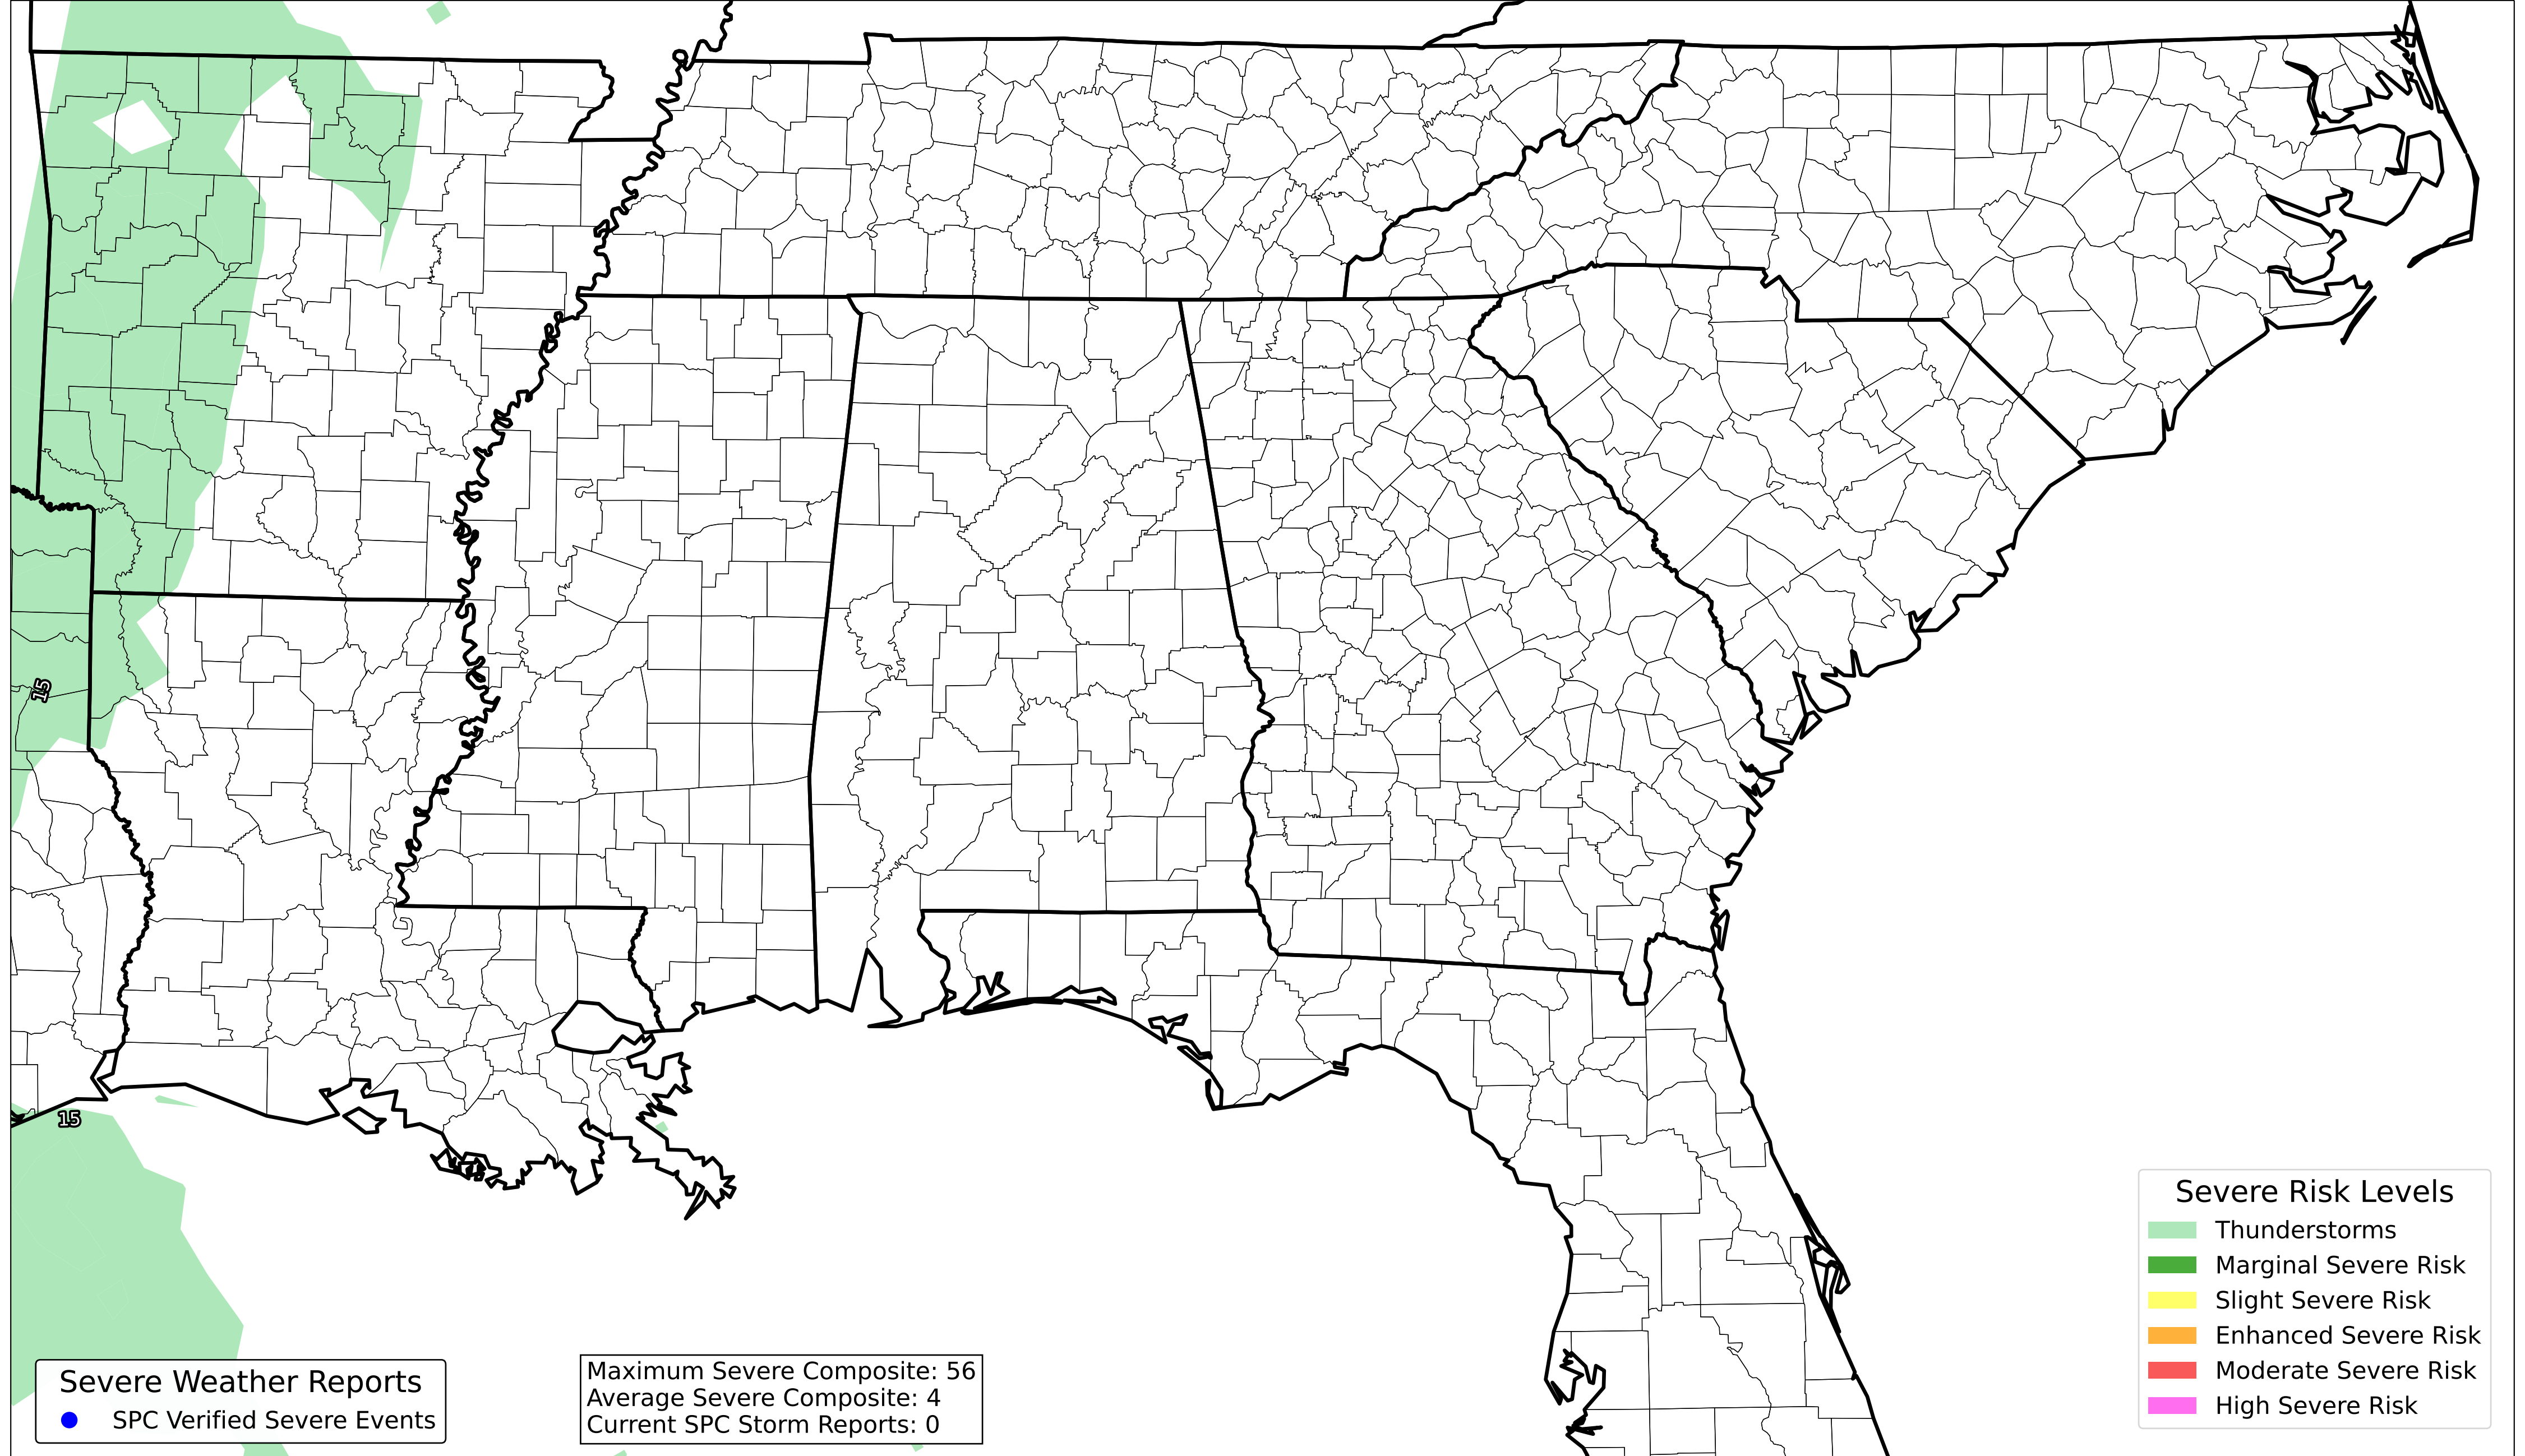 15
15
Severe Weather Reports
SPC Verified Severe Events
Maximum Severe Composite: 56
Average Severe Composite: 4
Current SPC Storm Reports: 0
Severe Risk Levels
Thunderstorms
Marginal Severe Risk
Slight Severe Risk
Enhanced Severe Risk
Moderate Severe Risk
High Severe Risk